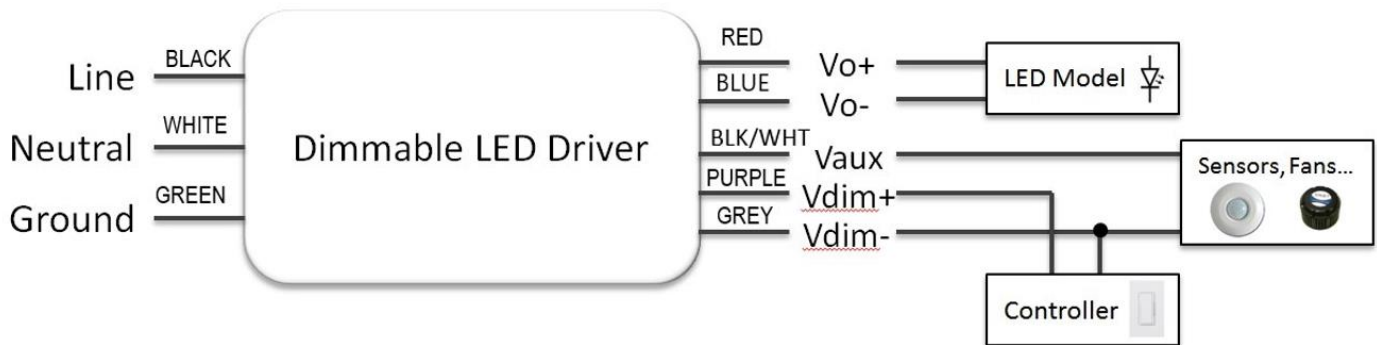 BLACK
Line
WHITE
Neutral
GREEN
Ground
Dimmable LED Driver
RED
Vo+
BLUE
Vo-
BLK/WHT
Vaux
PURPLE
Vdim+
GREY
Vdim-
LED Model
Sensors, Fans...
Controller